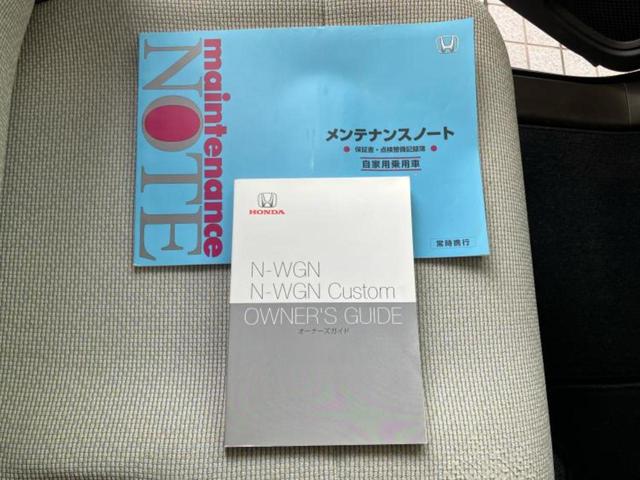 maintenance
NOTE
メンテナンスノート
● 保証書・点検整備記録簿 ●
自家用乗用車
常時携行
HONDA
N-WGN
N-WGN Custom
OWNER'S GUIDE
オーナーズガイド